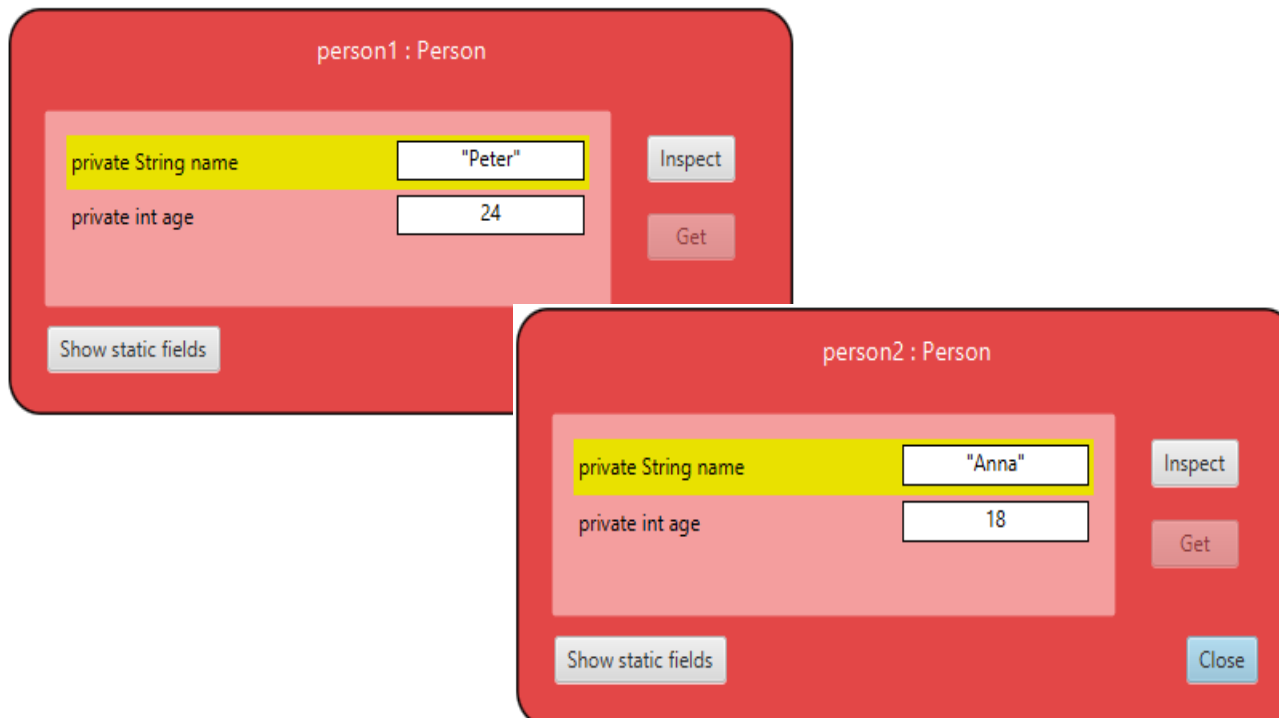 person1 : Person
private String name "Peter" Inspect
private int age 24 Get
Show static fields
person2 : Person
private String name "Anna" Inspect
private int age 18 Get
Show static fields Close